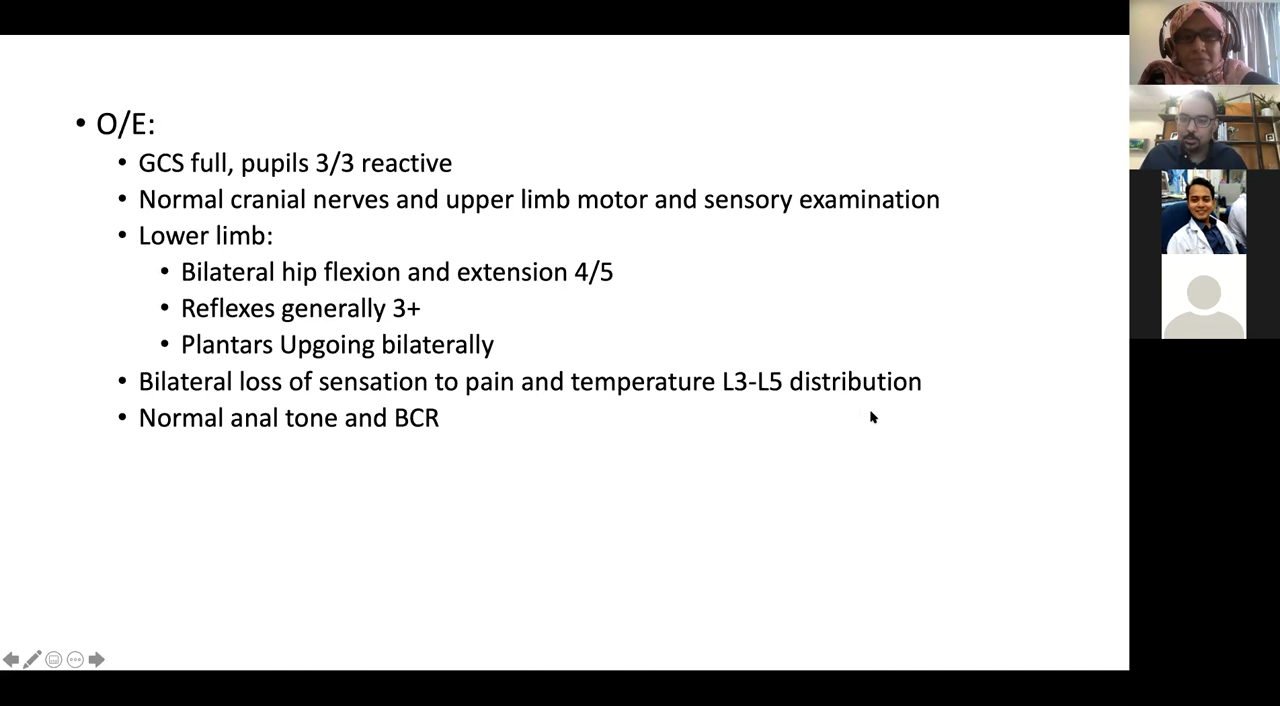 • O/E:
• GCS full, pupils 3/3 reactive
• Normal cranial nerves and upper limb motor and sensory examination
• Lower limb:
• Bilateral hip flexion and extension 4/5
• Reflexes generally 3+
• Plantars Upgoing bilaterally
• Bilateral loss of sensation to pain and temperature L3-L5 distribution
• Normal anal tone and BCR